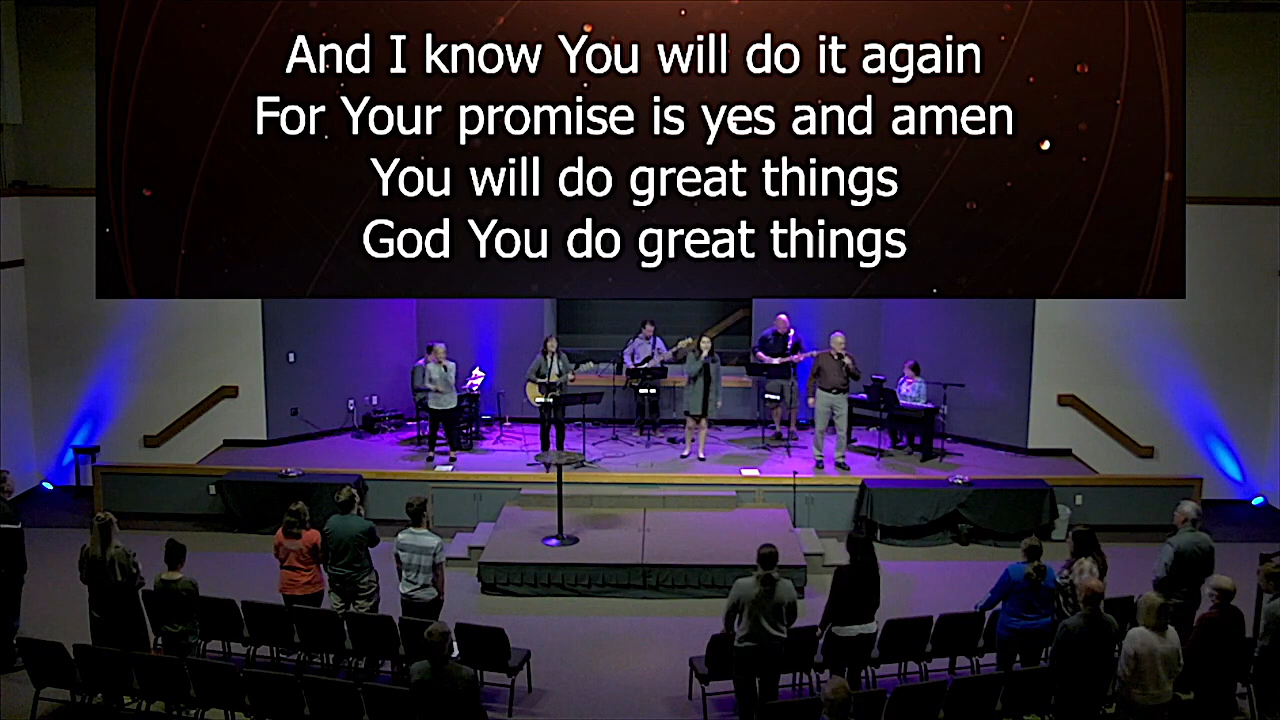 And I know You will do it again
For Your promise is yes and amen
You will do great things
God You do great things